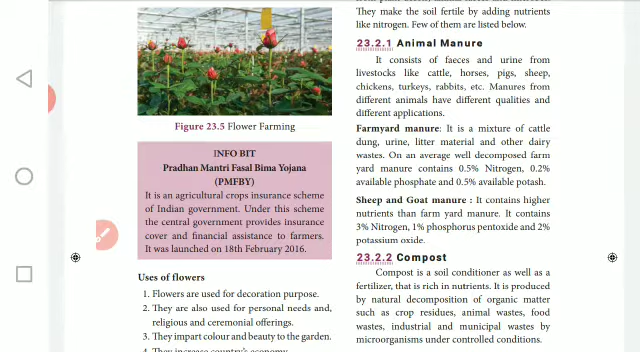 Figure 23.5 Flower Farming
INFO BIT
Pradhan Mantri Fasal Bima Yojana
(PMFBY)
It is an agricultural crops insurance scheme
of Indian government. Under this scheme
the central government provides insurance
cover and financial assistance to farmers.
It was launched on 18th February 2016.
Uses of flowers
1. Flowers are used for decoration purpose.
2. They are also used for personal needs and,
religious and ceremonial offerings.
3. They impart colour and beauty to the garden.
4. They increase country's economy
They make the soil fertile by adding nutrients
like nitrogen. Few of them are listed below.
23.2.1 Animal Manure
It consists of faeces and urine from
livestocks like cattle, horses, pigs, sheep,
chickens, turkeys, rabbits, etc. Manures from
different animals have different qualities and
different applications.
Farmyard manure: It is a mixture of cattle
dung, urine, litter material and other dairy
wastes. On an average well decomposed farm
yard manure contains 0.5% Nitrogen, 0.2%
available phosphate and 0.5% available potash.
Sheep and Goat manure : It contains higher
nutrients than farm yard manure. It contains
3% Nitrogen, 1% phosphorus pentoxide and 2%
potassium oxide.
23.2.2 Compost
Compost is a soil conditioner as well as a
fertilizer, that is rich in nutrients. It is produced
by natural decomposition of organic matter
such as crop residues, animal wastes, food
wastes, industrial and municipal wastes by
microorganisms under controlled conditions.